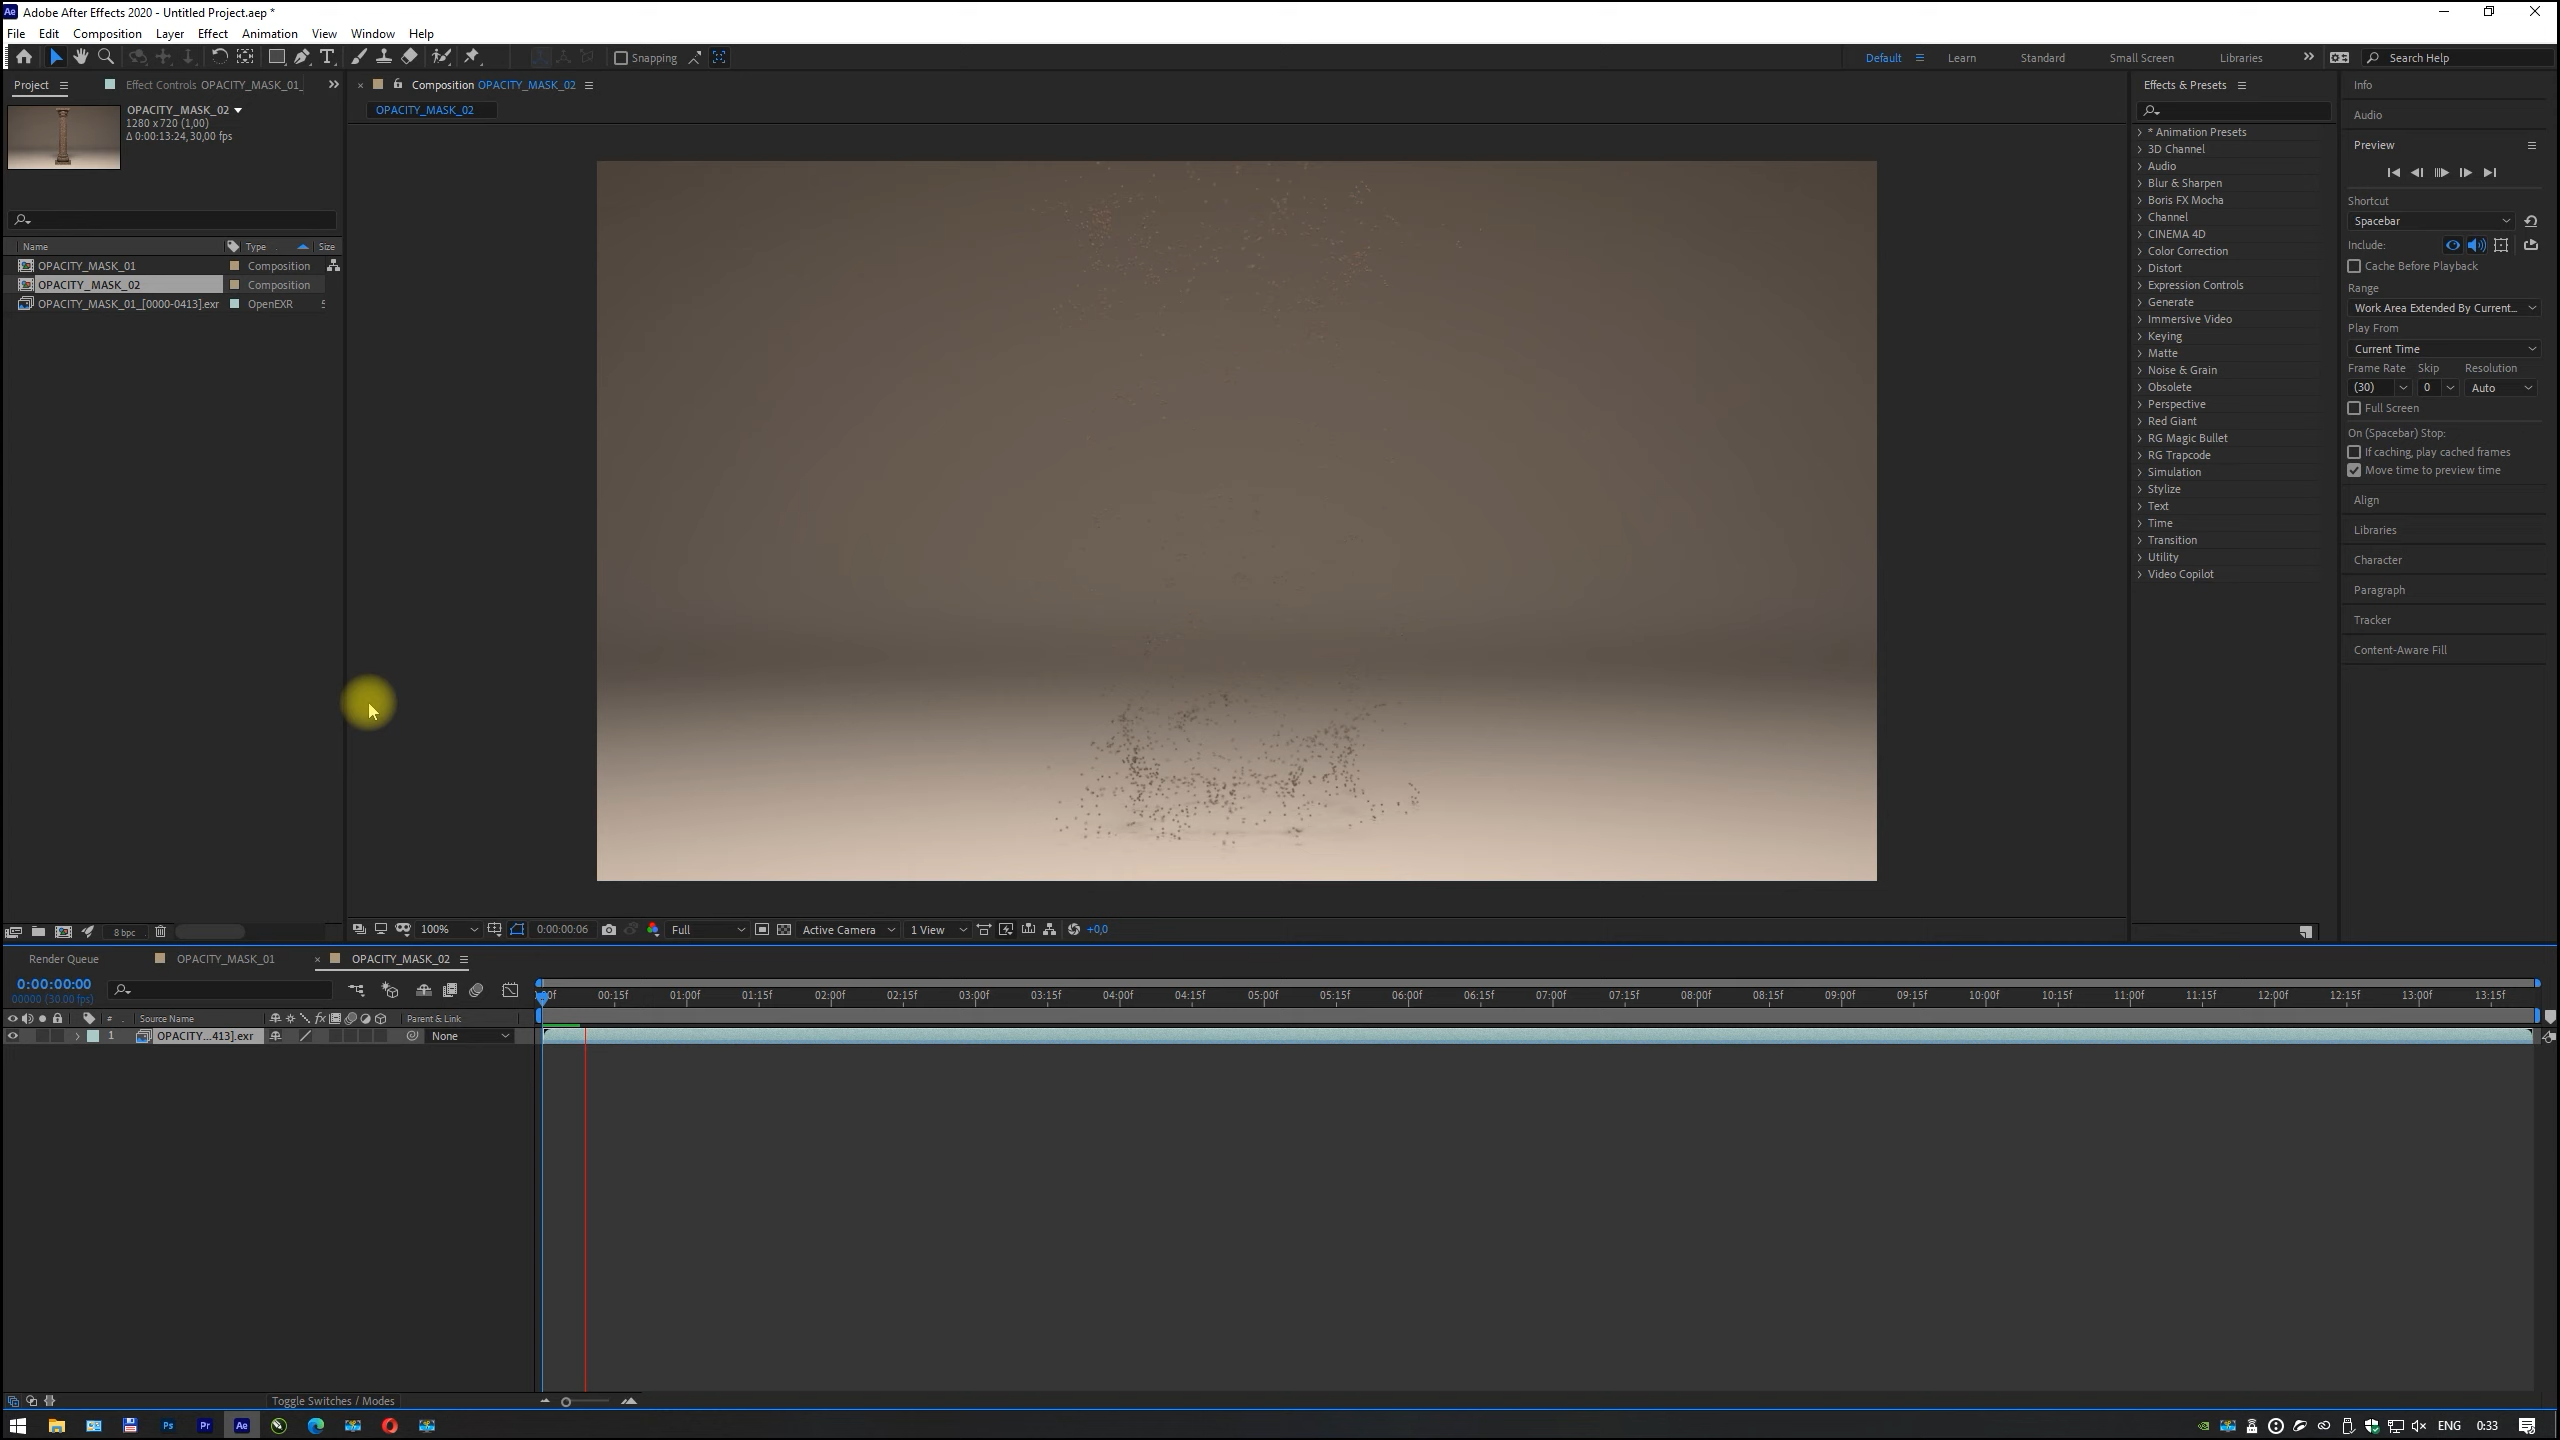 Ae Adobe After Effects 2020 - Untitled Project.aep *
File Edit Composition Layer Effect Animation View Window Help
Snapping
Default Learn Standard Small Screen Libraries Search Help
Project Effect Controls OPACITY_MASK_01_
OPACITY_MASK_02
1280 x 720 (1,00)
Δ 0:00:13:24, 30,00 fps
Name Type Size
OPACITY_MASK_01 Composition
OPACITY_MASK_02 Composition
OPACITY_MASK_01_[0000-0413].exr OpenEXR
8 bpc
Composition OPACITY_MASK_02
OPACITY_MASK_02
100% 0:00:00:06 Full Active Camera 1 View +0,0
Effects & Presets
* Animation Presets
3D Channel
Audio
Blur & Sharpen
Boris FX Mocha
Channel
CINEMA 4D
Color Correction
Distort
Expression Controls
Generate
Immersive Video
Keying
Matte
Noise & Grain
Obsolete
Perspective
Red Giant
RG Magic Bullet
RG Trapcode
Simulation
Stylize
Text
Time
Transition
Utility
Video Copilot
Info
Audio
Preview
Shortcut
Spacebar
Include:
Cache Before Playback
Range
Work Area Extended By Current...
Play From
Current Time
Frame Rate Skip Resolution
(30) 0 Auto
Full Screen
On (Spacebar) Stop:
If caching, play cached frames
Move time to preview time
Align
Libraries
Character
Paragraph
Tracker
Content-Aware Fill
Render Queue OPACITY_MASK_01 × OPACITY_MASK_02
0:00:00:00
00000 (30.00 fps)
00:15f 01:00f 01:15f 02:00f 02:15f 03:00f 03:15f 04:00f 04:15f 05:00f 05:15f 06:00f 06:15f 07:00f 07:15f 08:00f 08:15f 09:00f 09:15f 10:00f 10:15f 11:00f 11:15f 12:00f 12:15f 13:00f 13:15f
# Source Name fx Parent & Link
1 OPACITY...413].exr None
Toggle Switches / Modes
Ps Pr Ae ENG 0:33